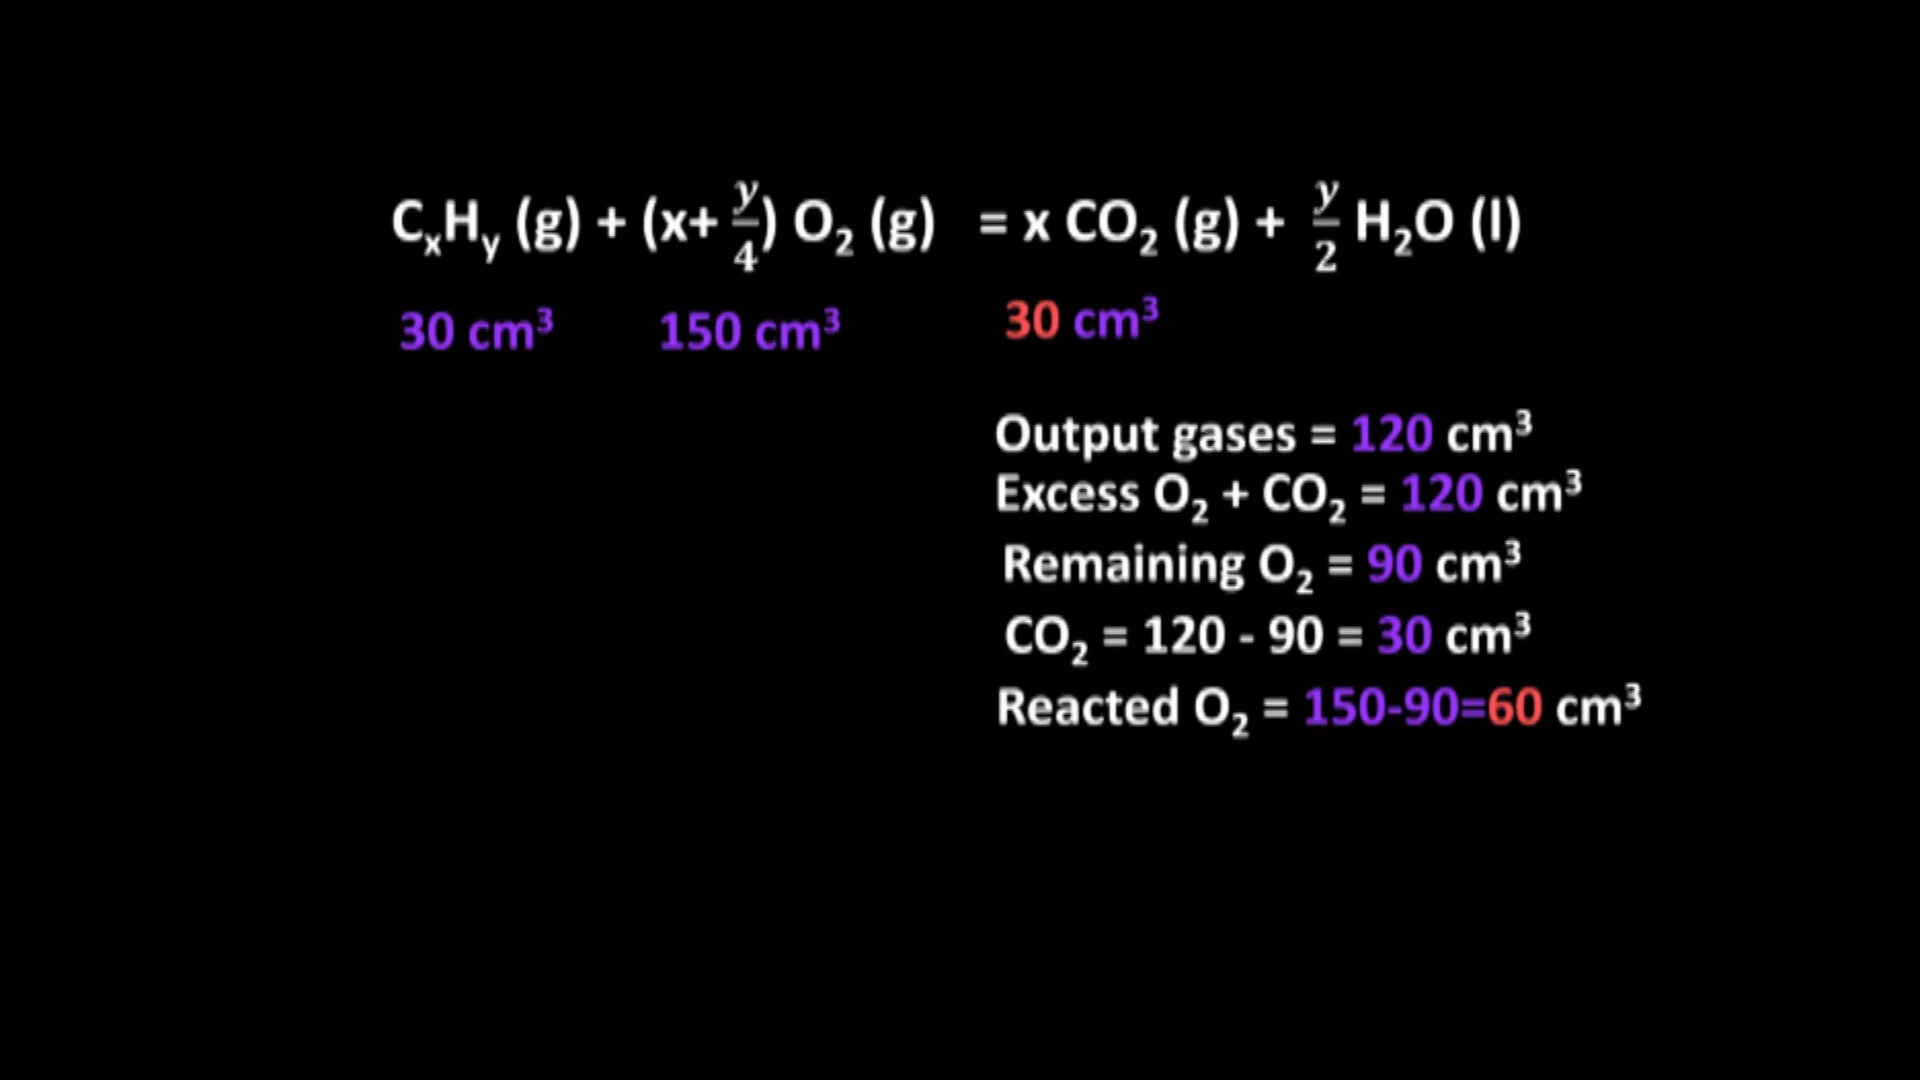 CₓHᵧ (g) + (x+ y/4) O₂ (g) = x CO₂ (g) + y/2 H₂O (l)
30 cm³ 150 cm³ 30 cm³
Output gases = 120 cm³
Excess O₂ + CO₂ = 120 cm³
Remaining O₂ = 90 cm³
CO₂ = 120 - 90 = 30 cm³
Reacted O₂ = 150-90=60 cm³